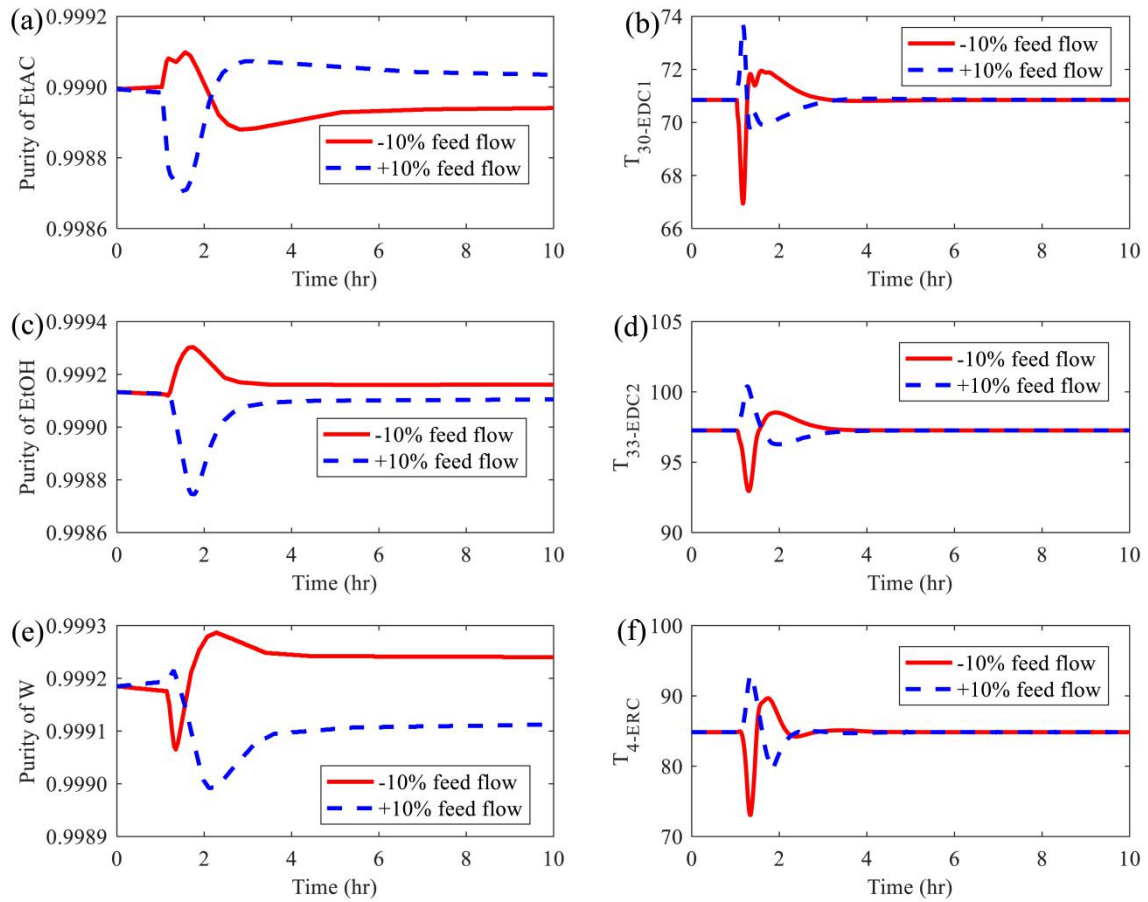 (a)
0.9992
0.9990
0.9988
0.9986
Purity of EtAC
-10% feed flow
+10% feed flow
0 2 4 6 8 10
Time (hr)
(b)
74
72
70
68
66
T30-EDC1
-10% feed flow
+10% feed flow
0 2 4 6 8 10
Time (hr)
(c)
0.9994
0.9992
0.9990
0.9988
0.9986
Purity of EtOH
-10% feed flow
+10% feed flow
0 2 4 6 8 10
Time (hr)
(d)
105
100
95
90
T33-EDC2
-10% feed flow
+10% feed flow
0 2 4 6 8 10
Time (hr)
(e)
0.9993
0.9992
0.9991
0.9990
0.9989
Purity of W
-10% feed flow
+10% feed flow
0 2 4 6 8 10
Time (hr)
(f)
100
90
80
70
T4-ERC
-10% feed flow
+10% feed flow
0 2 4 6 8 10
Time (hr)